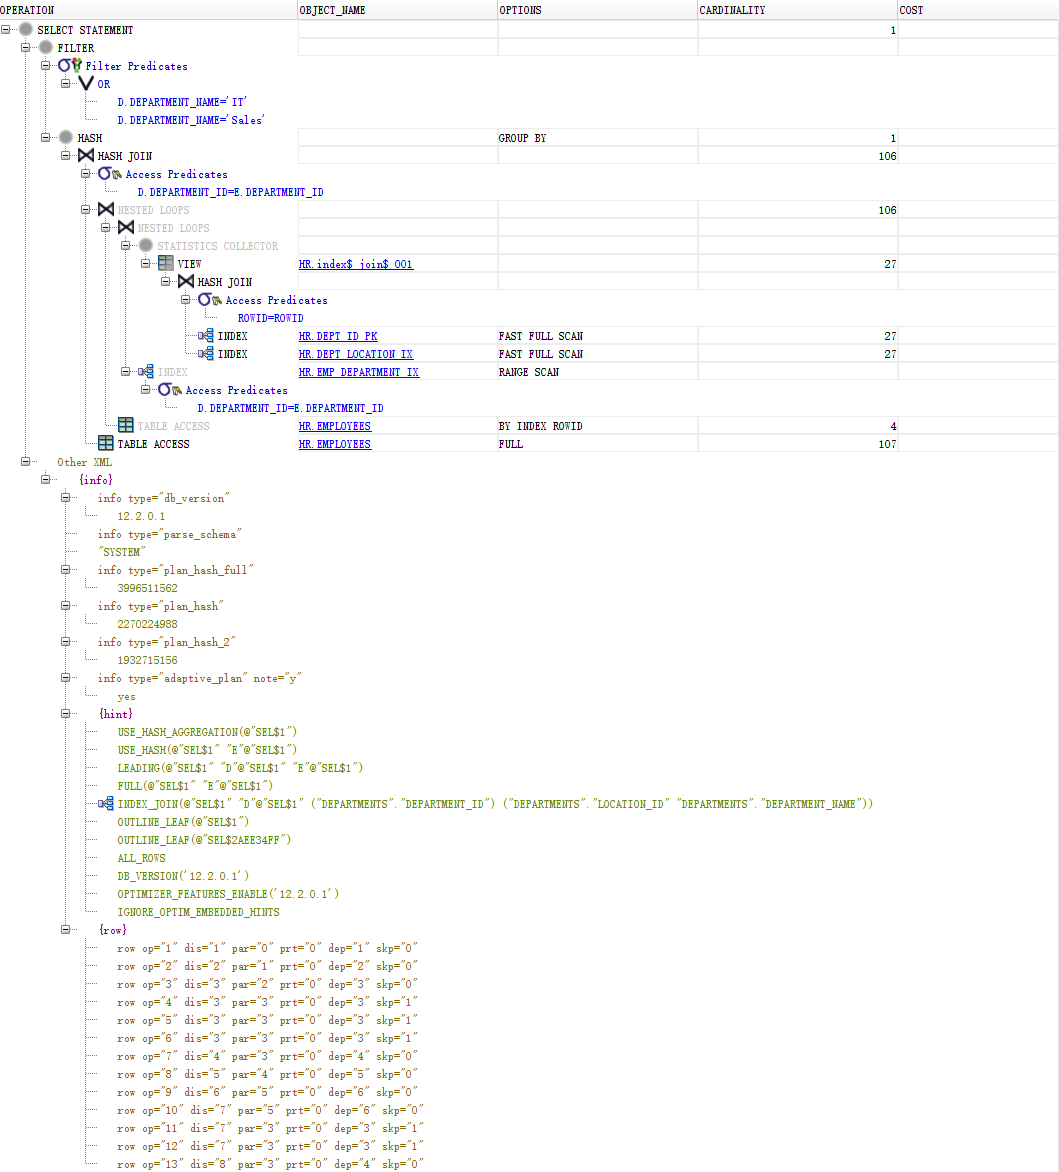 OPERATION OBJECT_NAME OPTIONS CARDINALITY COST
SELECT STATEMENT 1
FILTER
Filter Predicates
OR
D.DEPARTMENT_NAME='IT'
D.DEPARTMENT_NAME='Sales'
HASH GROUP BY 1
HASH JOIN 106
Access Predicates
D.DEPARTMENT_ID=E.DEPARTMENT_ID
NESTED LOOPS 106
NESTED LOOPS
STATISTICS COLLECTOR
VIEW HR.index$_join$_001 27
HASH JOIN
Access Predicates
ROWID=ROWID
INDEX HR.DEPT_ID_PK FAST FULL SCAN 27
INDEX HR.DEPT_LOCATION_IX FAST FULL SCAN 27
INDEX HR.EMP_DEPARTMENT_IX RANGE SCAN
Access Predicates
D.DEPARTMENT_ID=E.DEPARTMENT_ID
TABLE ACCESS HR.EMPLOYEES BY INDEX ROWID 4
TABLE ACCESS HR.EMPLOYEES FULL 107
Other XML
{info}
info type="db_version"
12.2.0.1
info type="parse_schema"
"SYSTEM"
info type="plan_hash_full"
3996511562
info type="plan_hash"
2270224988
info type="plan_hash_2"
1932715156
info type="adaptive_plan" note="y"
yes
{hint}
USE_HASH_AGGREGATION(@"SEL$1")
USE_HASH(@"SEL$1" "E"@"SEL$1")
LEADING(@"SEL$1" "D"@"SEL$1" "E"@"SEL$1")
FULL(@"SEL$1" "E"@"SEL$1")
INDEX_JOIN(@"SEL$1" "D"@"SEL$1" ("DEPARTMENTS"."DEPARTMENT_ID") ("DEPARTMENTS"."LOCATION_ID" "DEPARTMENTS"."DEPARTMENT_NAME"))
OUTLINE_LEAF(@"SEL$1")
OUTLINE_LEAF(@"SEL$2AEE34FF")
ALL_ROWS
DB_VERSION('12.2.0.1')
OPTIMIZER_FEATURES_ENABLE('12.2.0.1')
IGNORE_OPTIM_EMBEDDED_HINTS
{row}
row op="1" dis="1" par="0" prt="0" dep="1" skp="0"
row op="2" dis="2" par="1" prt="0" dep="2" skp="0"
row op="3" dis="3" par="2" prt="0" dep="3" skp="0"
row op="4" dis="3" par="3" prt="0" dep="3" skp="1"
row op="5" dis="3" par="3" prt="0" dep="3" skp="1"
row op="6" dis="3" par="3" prt="0" dep="3" skp="1"
row op="7" dis="4" par="3" prt="0" dep="4" skp="0"
row op="8" dis="5" par="4" prt="0" dep="5" skp="0"
row op="9" dis="6" par="5" prt="0" dep="6" skp="0"
row op="10" dis="7" par="5" prt="0" dep="6" skp="0"
row op="11" dis="7" par="3" prt="0" dep="3" skp="1"
row op="12" dis="7" par="3" prt="0" dep="3" skp="1"
row op="13" dis="8" par="3" prt="0" dep="4" skp="0"